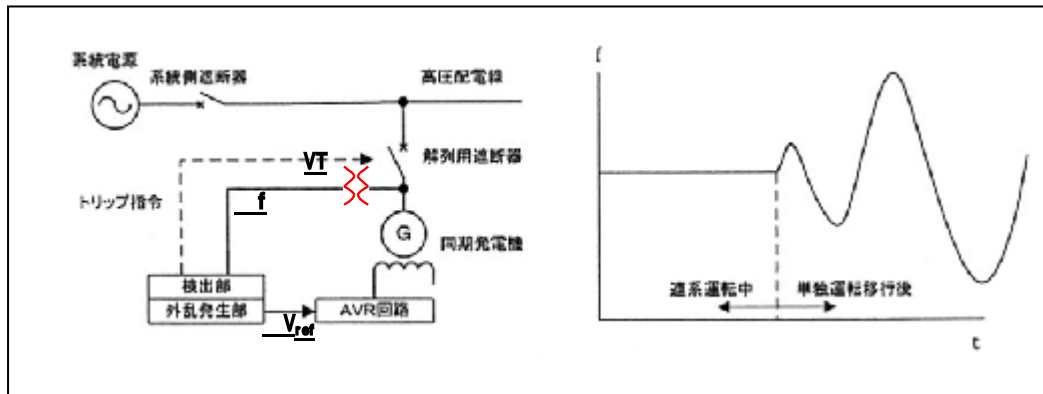 系統電源
系統側遮断器
高圧配電線
VT
解列用遮断器
トリップ指令
f
G
同期発電機
検出部
外乱発生部
Vref
AVR回路
f
連系運転中
単独運転移行後
t